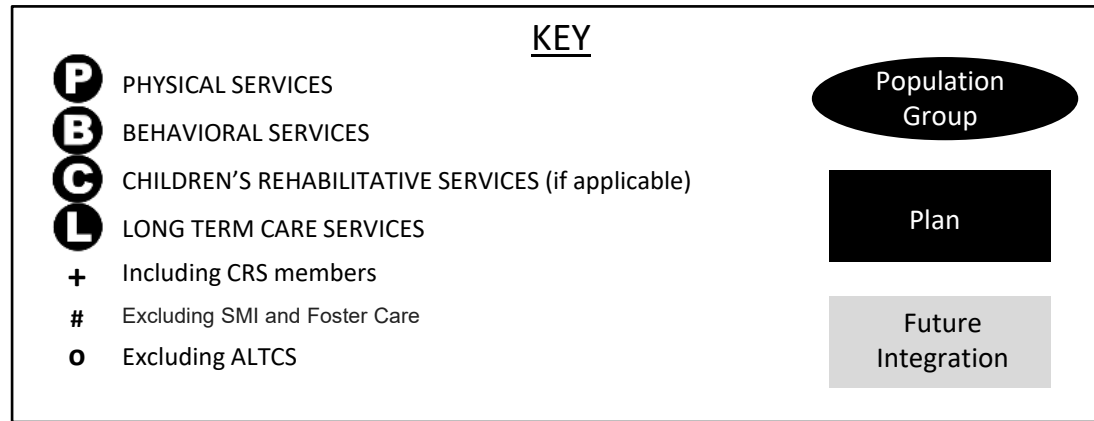 KEY
P PHYSICAL SERVICES
B BEHAVIORAL SERVICES
C CHILDREN’S REHABILITATIVE SERVICES (if applicable)
L LONG TERM CARE SERVICES
+ Including CRS members
# Excluding SMI and Foster Care
o Excluding ALTCS
Population
Group
Plan
Future
Integration